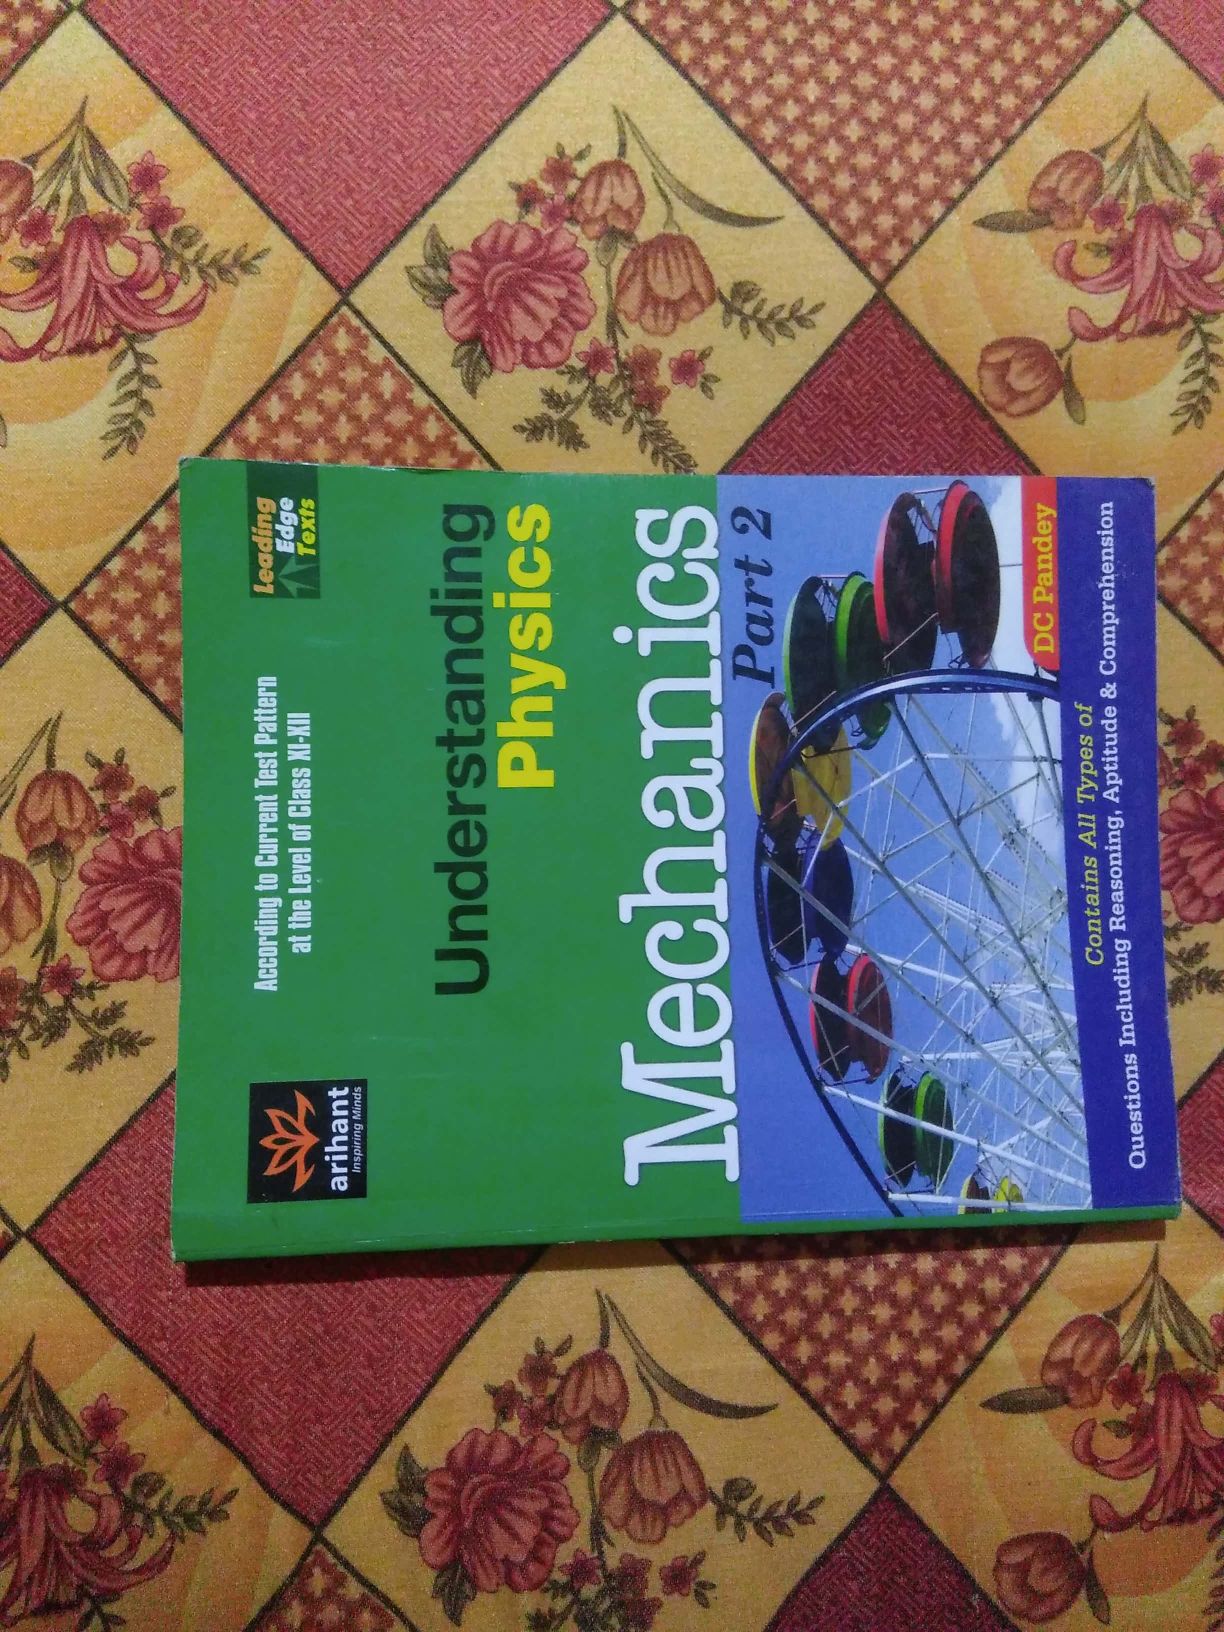 arihant
Inspiring Minds
According to Current Test Pattern
at the Level of Class XI-XII
Leading
Edge
Texts
Understanding
Physics
Mechanics
Part 2
DC Pandey
Contains All Types of
Questions Including Reasoning, Aptitude & Comprehension